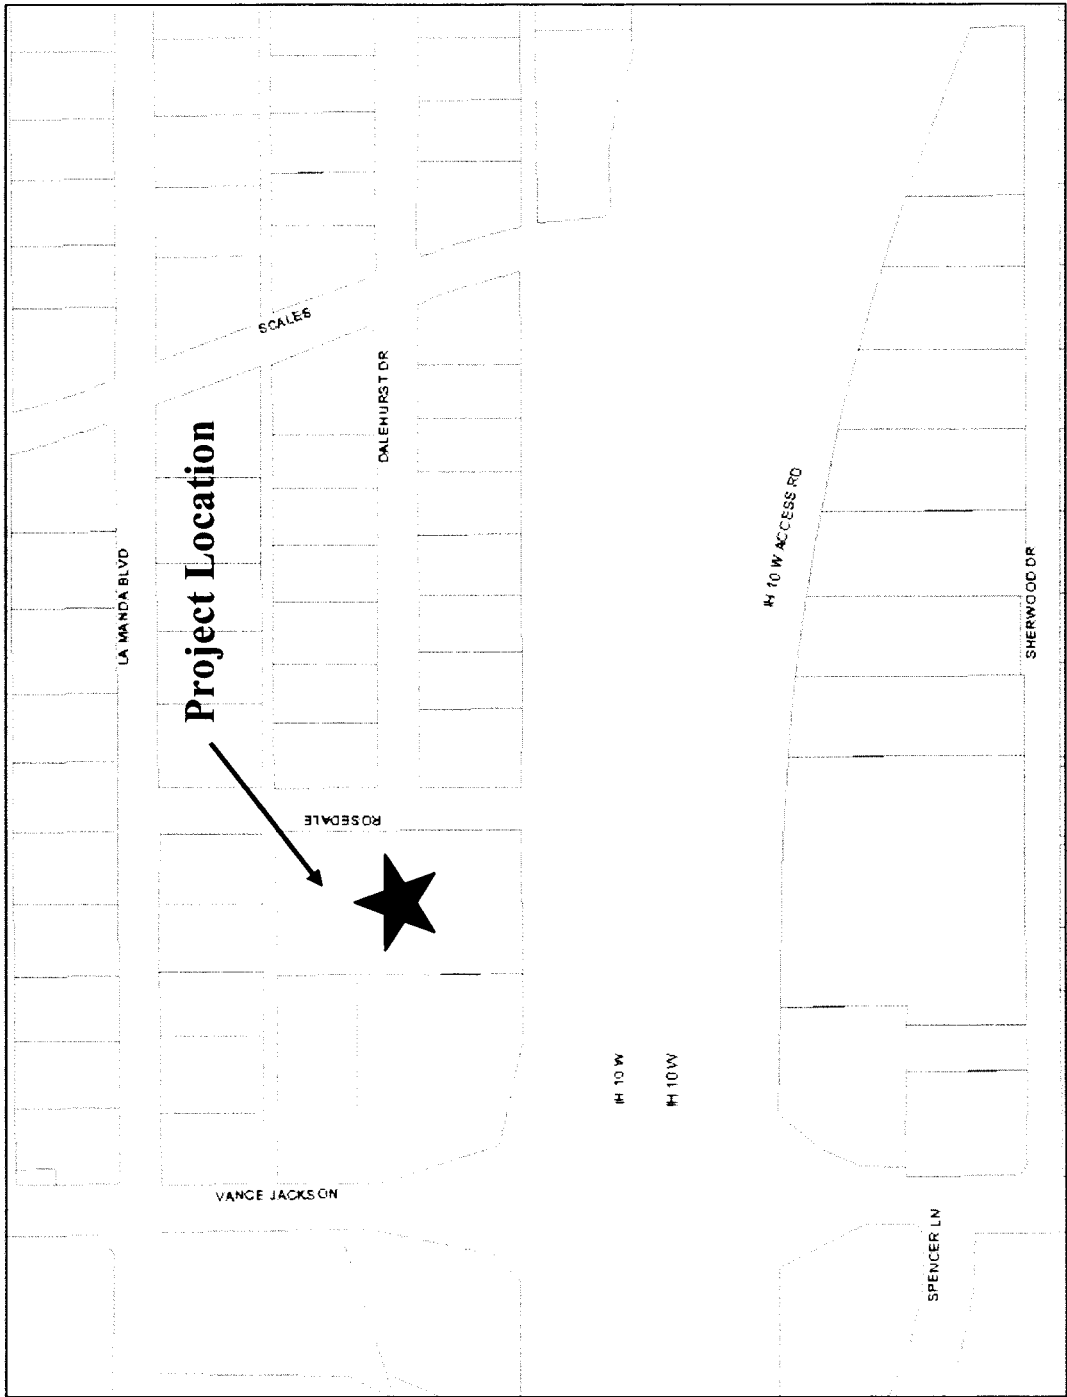 SCALES
DALEHURST DR
Project Location
LA MANDA BLVD
IH 10 W ACCESS RD
SHERWOOD DR
ROSEDALE
IH 10 W
IH 10 W
VANCE JACKSON
SPENCER LN